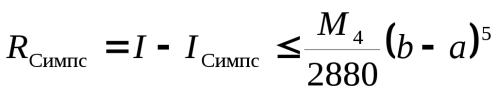 R_Симпс = I - I_Симпс ≤ M_4/2880 (b - a)^5